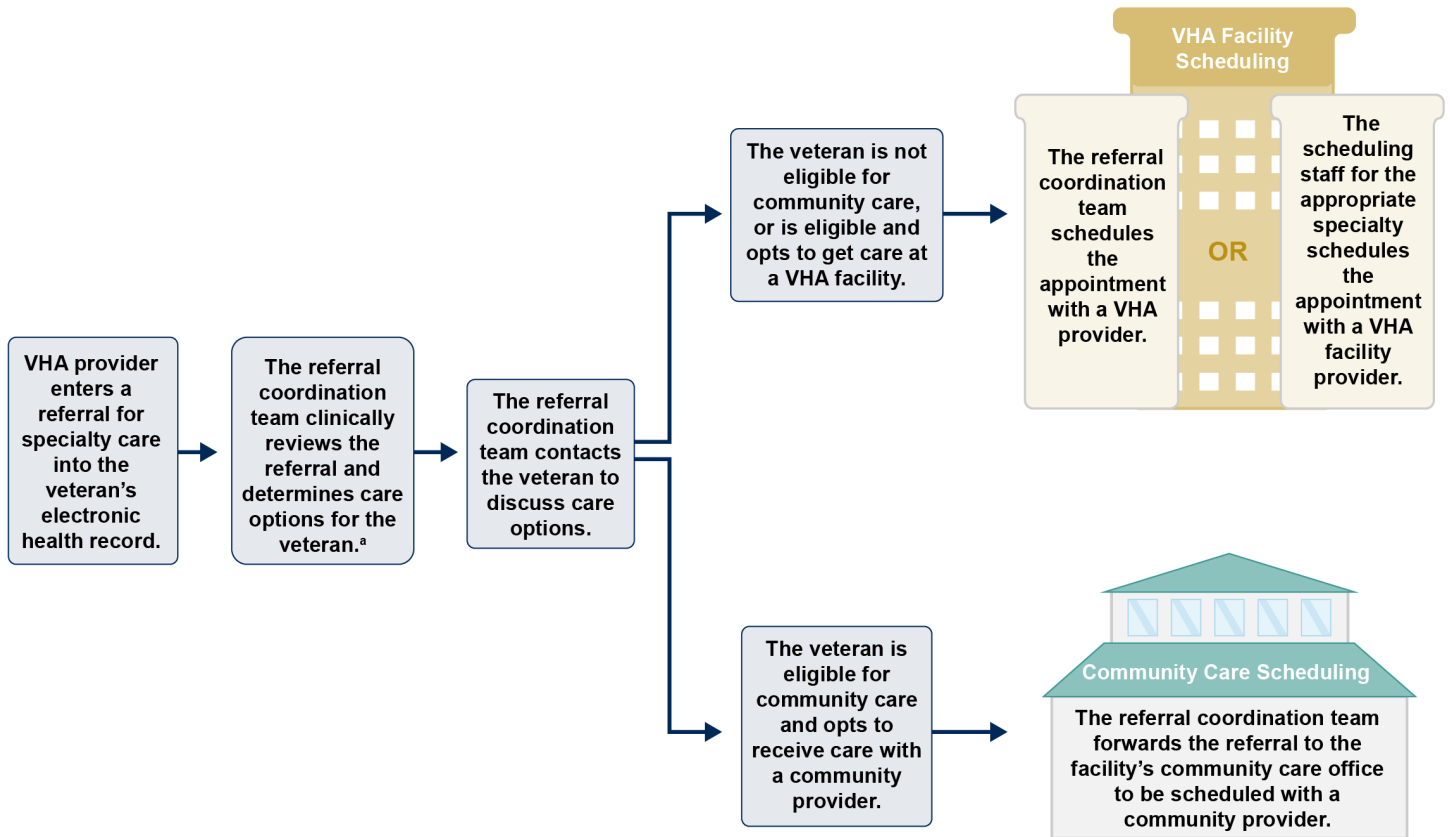 VHA provider
enters a
referral for
specialty care
into the
veteran’s
electronic
health record.
The referral
coordination
team clinically
reviews the
referral and
determines care
options for the
veteran.ᵃ
The referral
coordination
team contacts
the veteran to
discuss care
options.
The veteran is not
eligible for
community care,
or is eligible and
opts to get care at
a VHA facility.
VHA Facility
Scheduling
The referral
coordination
team
schedules
the
appointment
with a VHA
provider.
OR
The
scheduling
staff for the
appropriate
specialty
schedules
the
appointment
with a VHA
facility
provider.
The veteran is
eligible for
community care
and opts to
receive care with
a community
provider.
Community Care Scheduling
The referral coordination team
forwards the referral to the
facility’s community care office
to be scheduled with a
community provider.